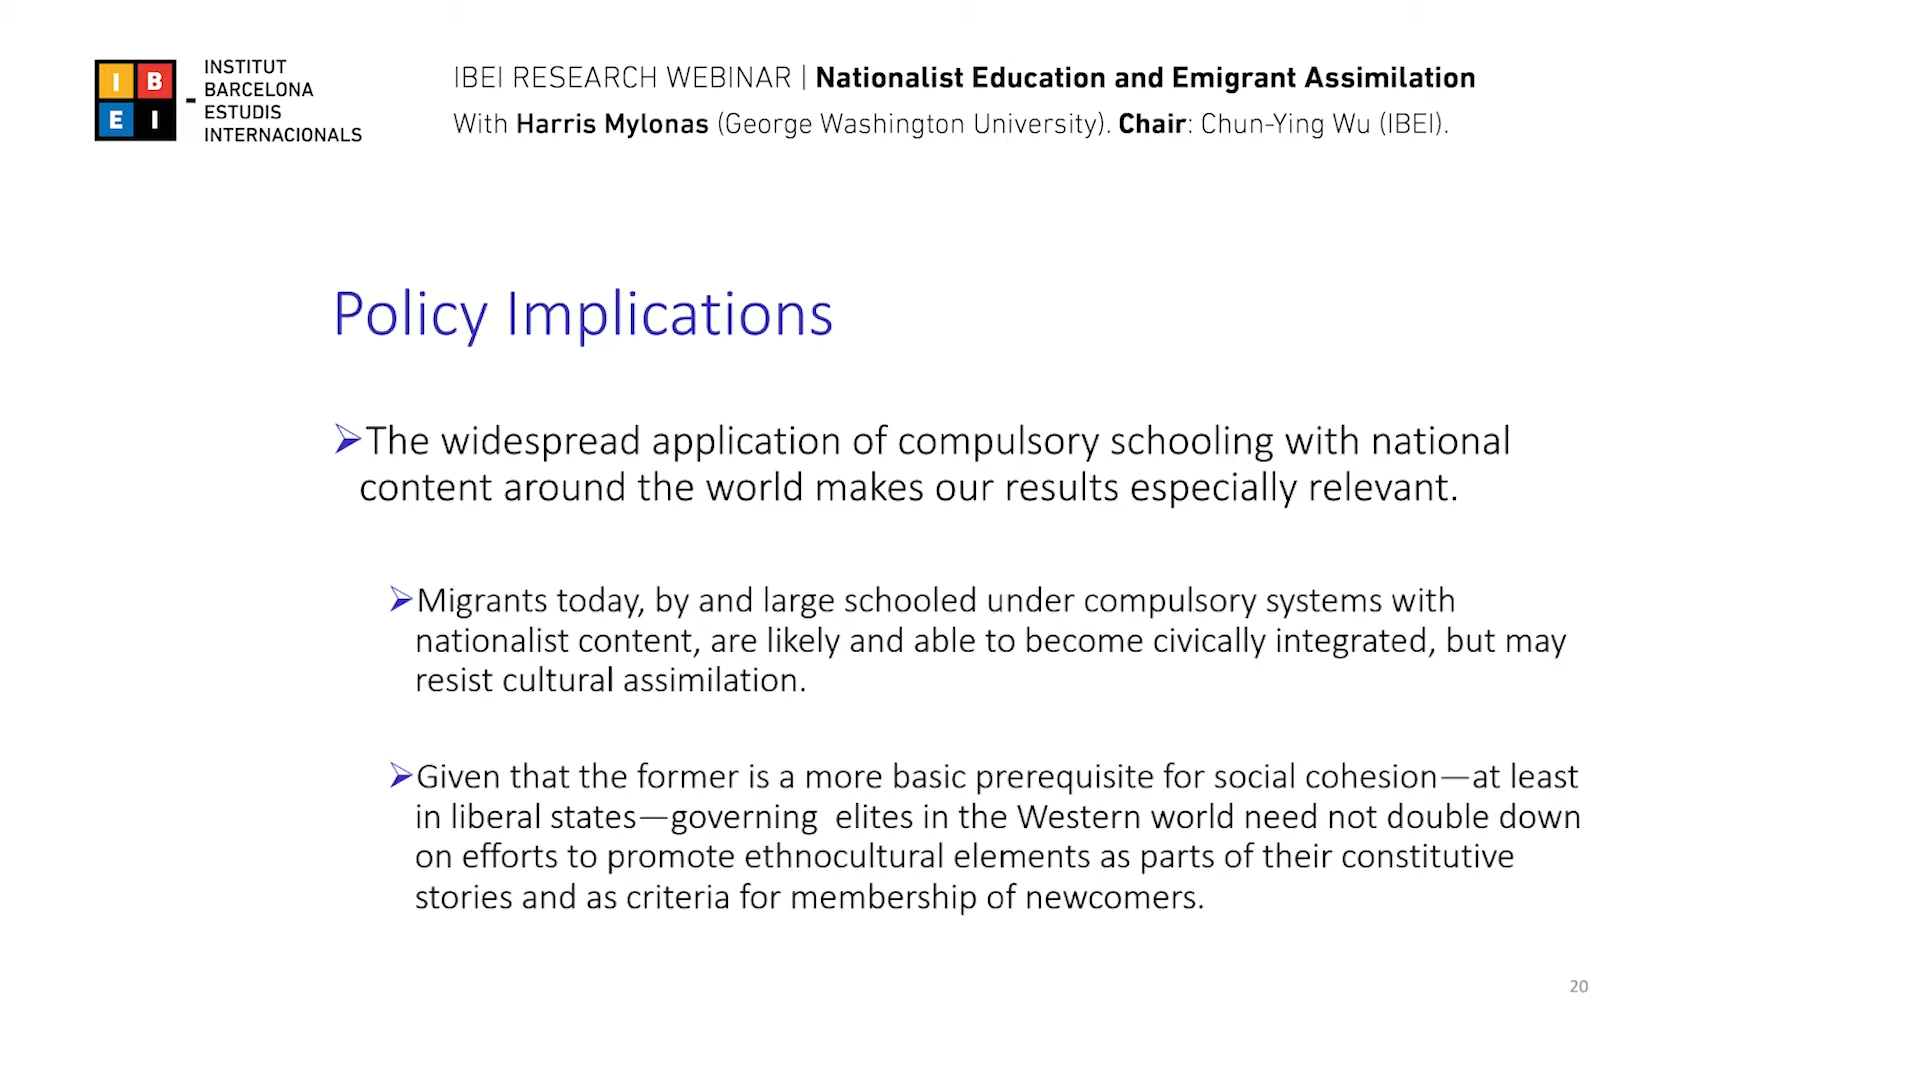 I B
E I
INSTITUT
BARCELONA
ESTUDIS
INTERNACIONALS
IBEI RESEARCH WEBINAR | Nationalist Education and Emigrant Assimilation
With Harris Mylonas (George Washington University). Chair: Chun-Ying Wu (IBEI).
Policy Implications
The widespread application of compulsory schooling with national
content around the world makes our results especially relevant.
Migrants today, by and large schooled under compulsory systems with
nationalist content, are likely and able to become civically integrated, but may
resist cultural assimilation.
Given that the former is a more basic prerequisite for social cohesion—at least
in liberal states—governing  elites in the Western world need not double down
on efforts to promote ethnocultural elements as parts of their constitutive
stories and as criteria for membership of newcomers.
20